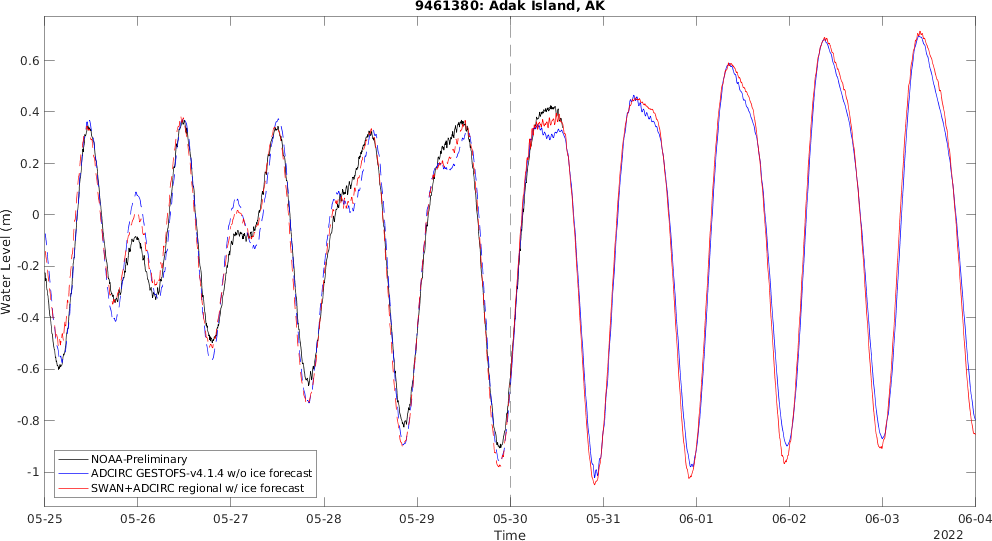 9461380: Adak Island, AK
0.6
0.4
0.2
0
-0.2
-0.4
-0.6
-0.8
-1
Water Level (m)
NOAA-Preliminary
ADCIRC GESTOFS-v4.1.4 w/o ice forecast
SWAN+ADCIRC regional w/ ice forecast
05-25 05-26 05-27 05-28 05-29 05-30 05-31 06-01 06-02 06-03 06-04
Time
2022